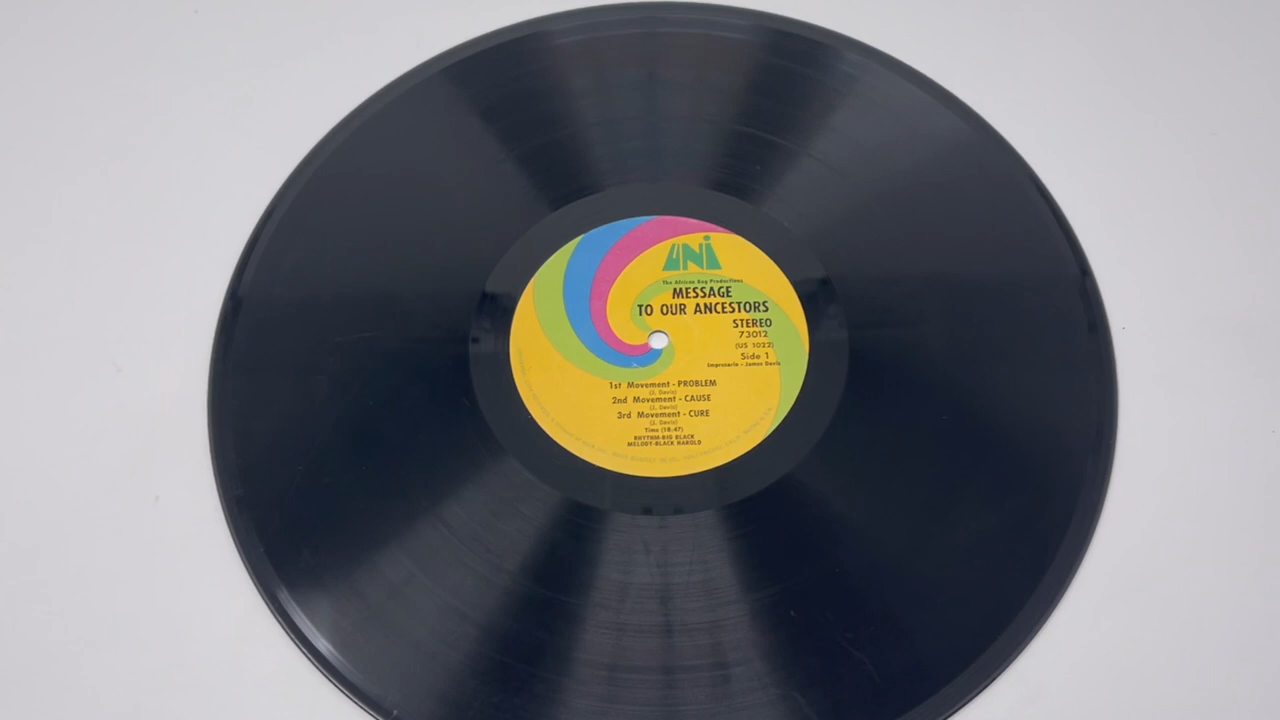 UNI
The African Bag Productions
MESSAGE
TO OUR ANCESTORS
STEREO
73012
(US 1022)
Side 1
Impresario - James Davis
1st Movement - PROBLEM
(J. Davis)
2nd Movement - CAUSE
(J. Davis)
3rd Movement - CURE
(J. Davis)
Time (18:47)
RHYTHM-BIG BLACK
MELODY-BLACK HAROLD